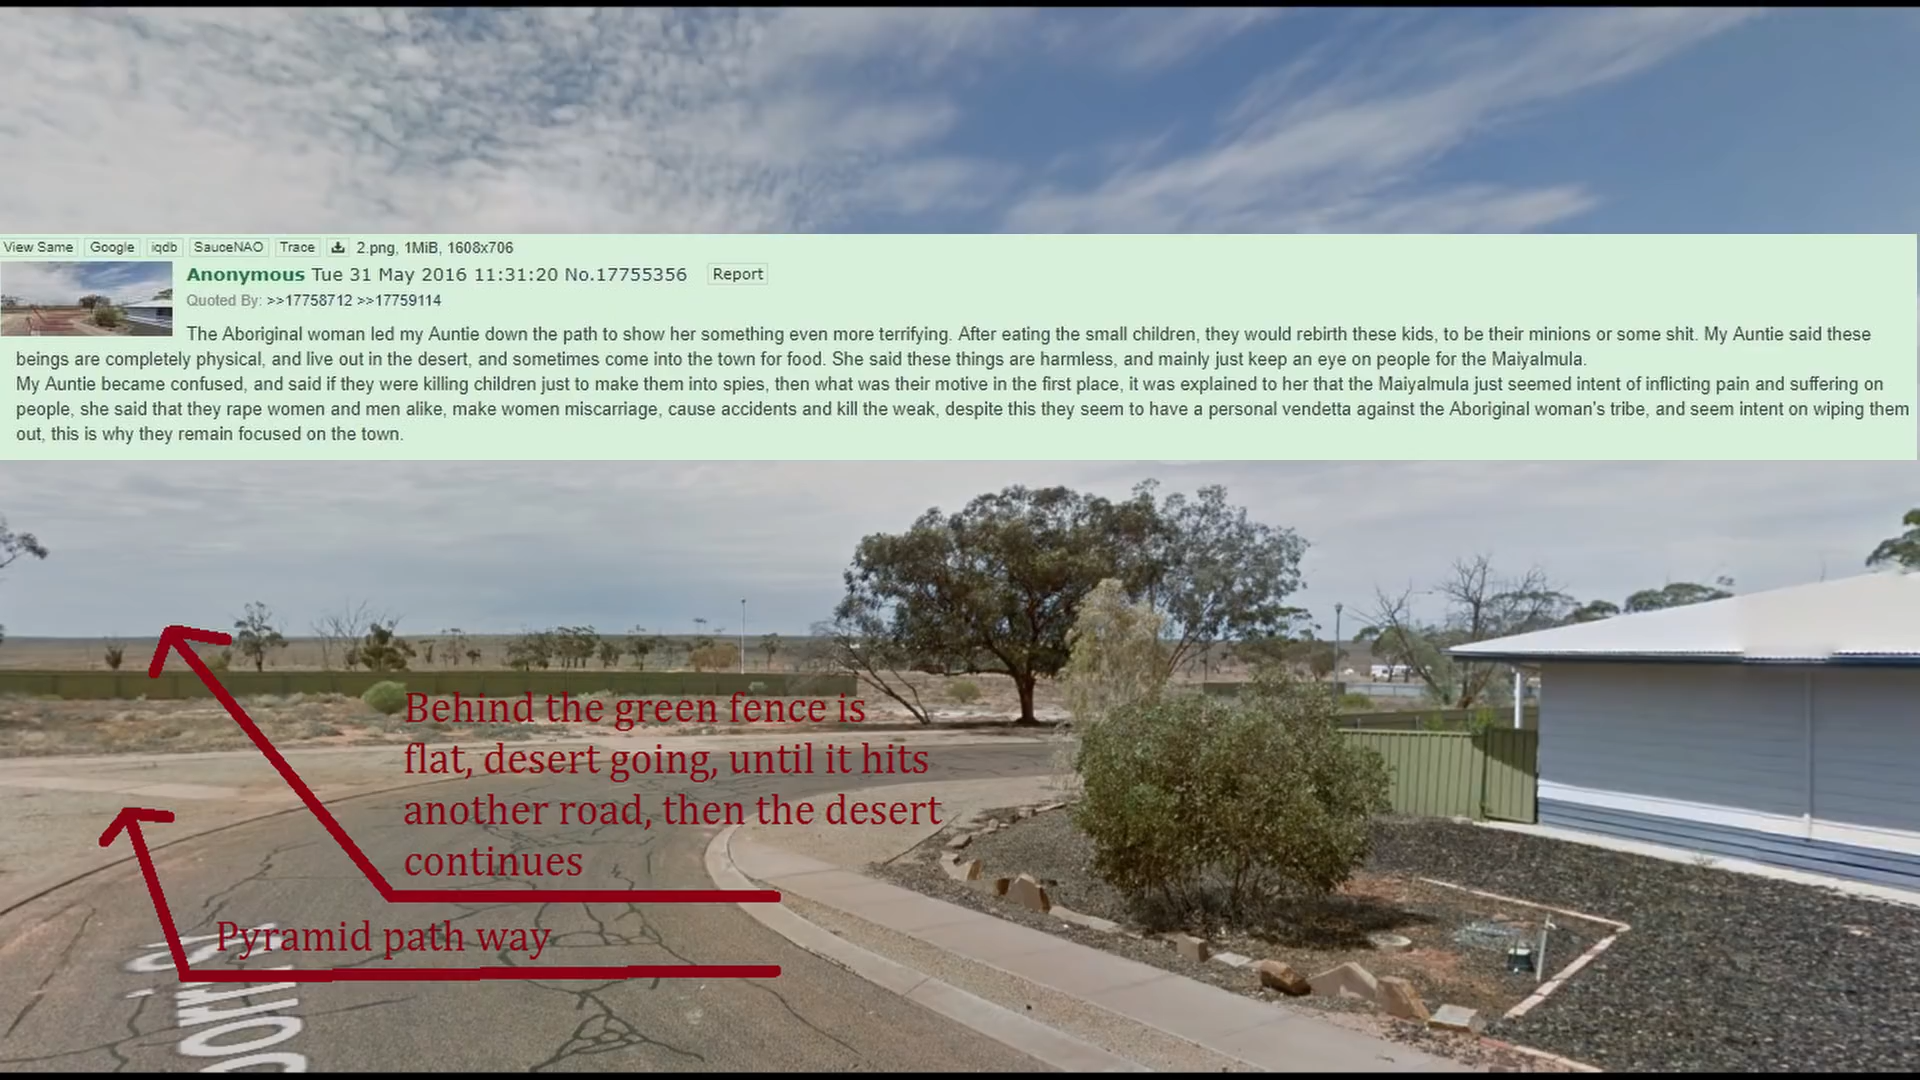 View Same Google iqdb SauceNAO Trace 2.png, 1MiB, 1608x706
Anonymous Tue 31 May 2016 11:31:20 No.17755356 Report
Quoted By: >>17758712 >>17759114
The Aboriginal woman led my Auntie down the path to show her something even more terrifying. After eating the small children, they would rebirth these kids, to be their minions or some shit. My Auntie said these
beings are completely physical, and live out in the desert, and sometimes come into the town for food. She said these things are harmless, and mainly just keep an eye on people for the Maiyalmula.
My Auntie became confused, and said if they were killing children just to make them into spies, then what was their motive in the first place, it was explained to her that the Maiyalmula just seemed intent of inflicting pain and suffering on
people, she said that they rape women and men alike, make women miscarriage, cause accidents and kill the weak, despite this they seem to have a personal vendetta against the Aboriginal woman's tribe, and seem intent on wiping them
out, this is why they remain focused on the town.
Behind the green fence is
flat, desert going, until it hits
another road, then the desert
continues
Pyramid path way